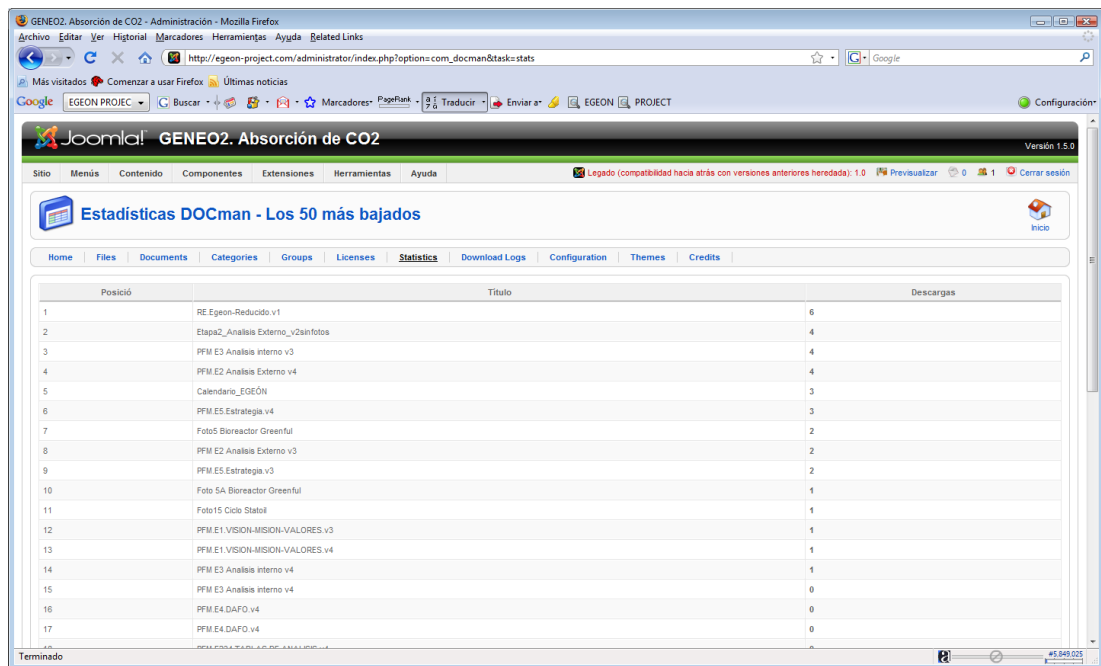 GENEO2. Absorción de CO2 - Administración - Mozilla Firefox
Archivo Editar Ver Historial Marcadores Herramientas Ayuda Related Links
http://egeon-project.com/administrator/index.php?option=com_docman&task=stats
Google
Más visitados Comenzar a usar Firefox Últimas noticias
Google EGEON PROJEC Buscar Marcadores PageRank Traducir Enviar a EGEON PROJECT Configuración
Joomla! GENEO2. Absorción de CO2
Versión 1.5.0
Sitio Menús Contenido Componentes Extensiones Herramientas Ayuda Legado (compatibilidad hacia atrás con versiones anteriores heredada): 1.0 Previsualizar 0 1 Cerrar sesión
Estadísticas DOCman - Los 50 más bajados
Inicio
Home Files Documents Categories Groups Licenses Statistics Download Logs Configuration Themes Credits
Posició Título Descargas
1 RE.Egeon-Reducido.v1 6
2 Etapa2_Analisis Externo_v2sinfotos 4
3 PFM E3 Analisis interno v3 4
4 PFM.E2 Analisis Externo v4 4
5 Calendario_EGEÓN 3
6 PFM.E5.Estrategia.v4 3
7 Foto5 Bioreactor Greenful 2
8 PFM E2 Analisis Externo v3 2
9 PFM.E5.Estrategia.v3 2
10 Foto 5A Bioreactor Greenful 1
11 Foto15 Ciclo Statoil 1
12 PFM.E1.VISION-MISION-VALORES.v3 1
13 PFM.E1.VISION-MISION-VALORES.v4 1
14 PFM E3 Analisis interno v4 1
15 PFM E3 Analisis interno v4 0
16 PFM.E4.DAFO.v4 0
17 PFM.E4.DAFO.v4 0
Terminado
#5,849,025